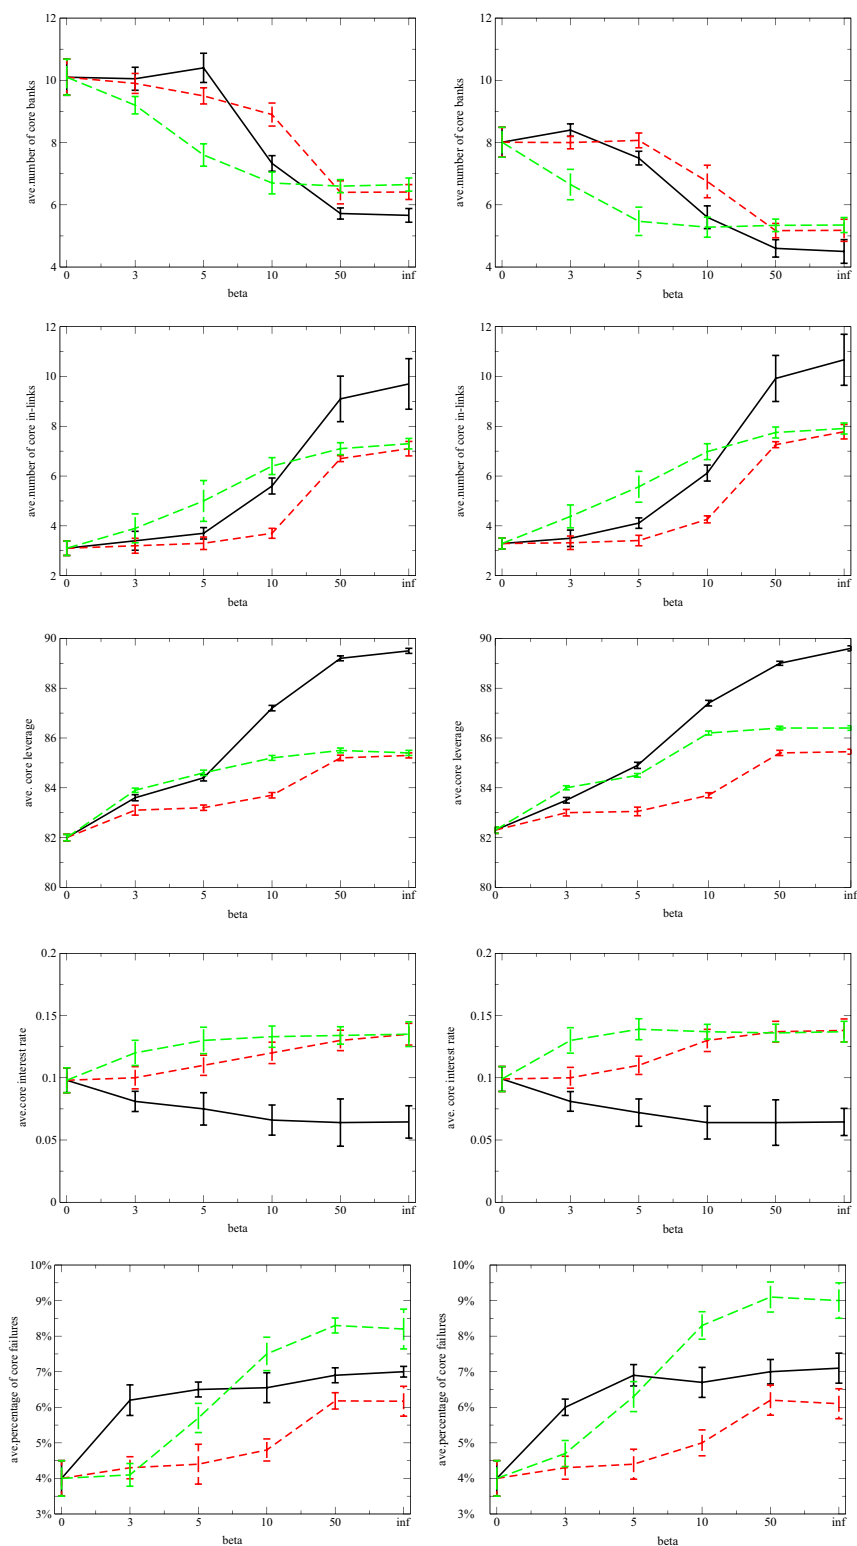 12
10
8
6
4
ave.number of core banks
0 3 5 10 50 inf
beta
12
10
8
6
4
ave.number of core banks
0 3 5 10 50 inf
beta
12
10
8
6
4
2
ave.number of core in-links
0 3 5 10 50 inf
beta
12
10
8
6
4
2
ave.number of core in-links
0 3 5 10 50 inf
beta
90
88
86
84
82
80
ave. core leverage
0 3 5 10 50 inf
beta
90
88
86
84
82
80
ave.core leverage
0 3 5 10 50 inf
beta
0.2
0.15
0.1
0.05
0
ave.core interest rate
0 3 5 10 50 inf
beta
0.2
0.15
0.1
0.05
0
ave. core interest rate
0 3 5 10 50 inf
beta
10%
9%
8%
7%
6%
5%
4%
3%
ave.percentage of core failures
0 3 5 10 50 inf
beta
10%
9%
8%
7%
6%
5%
4%
3%
ave.percentage of core failures
0 3 5 10 50 inf
beta